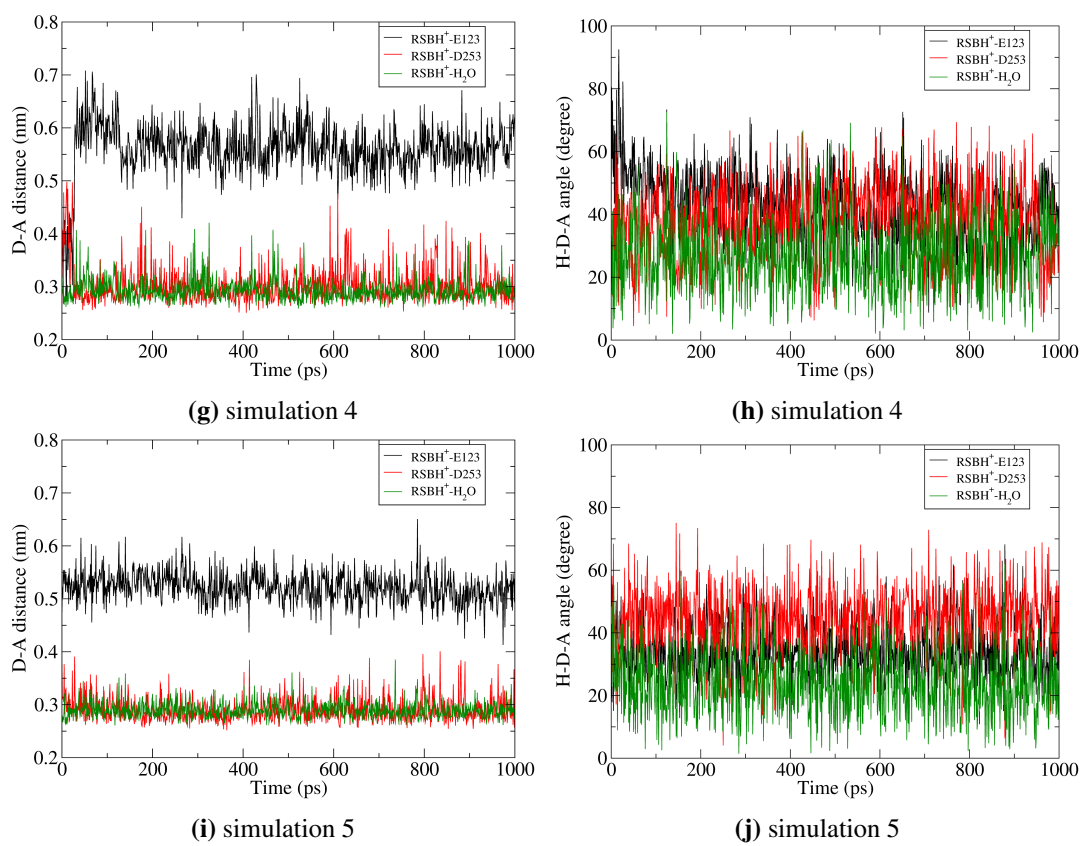 0.8
0.7
0.6
0.5
0.4
0.3
0.2
D-A distance (nm)
RSBH⁺-E123
RSBH⁺-D253
RSBH⁺-H₂O
0 200 400 600 800 1000
Time (ps)
(g) simulation 4
100
80
60
40
20
0
H-D-A angle (degree)
RSBH⁺-E123
RSBH⁺-D253
RSBH⁺-H₂O
0 200 400 600 800 1000
Time (ps)
(h) simulation 4
0.8
0.7
0.6
0.5
0.4
0.3
0.2
D-A distance (nm)
RSBH⁺-E123
RSBH⁺-D253
RSBH⁺-H₂O
0 200 400 600 800 1000
Time (ps)
(i) simulation 5
100
80
60
40
20
0
H-D-A angle (degree)
RSBH⁺-E123
RSBH⁺-D253
RSBH⁺-H₂O
0 200 400 600 800 1000
Time (ps)
(j) simulation 5